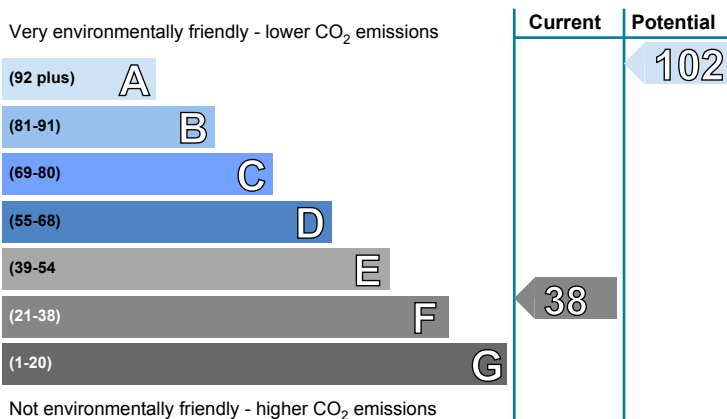 Current Potential
Very environmentally friendly - lower CO2 emissions
102
(92 plus) A
(81-91) B
(69-80) C
(55-68) D
(39-54 E
38
(21-38) F
(1-20) G
Not environmentally friendly - higher CO2 emissions